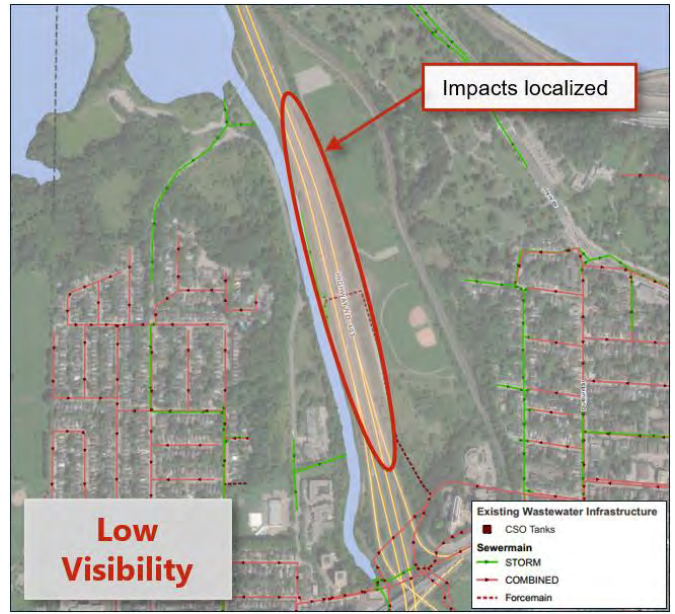 Impacts localized
Low
Visibility
Existing Wastewater Infrastructure
CSO Tanks
Sewermain
STORM
COMBINED
Forcemain